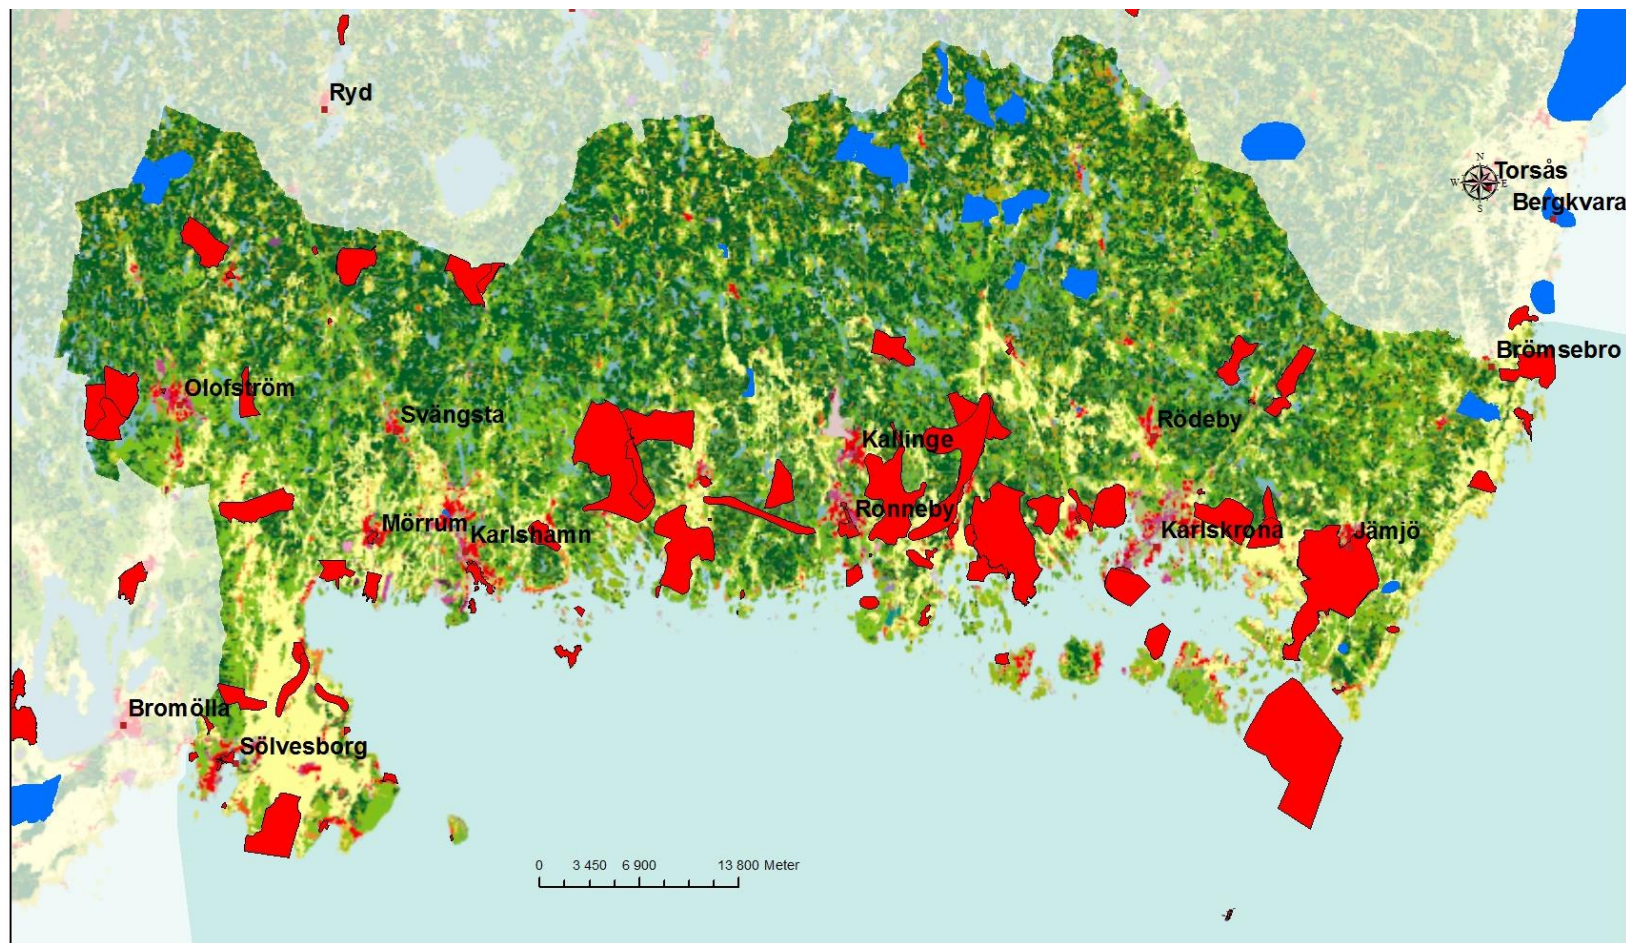 Ryd
N
W E
S
Torsås
Bergkvara
Brömsebro
Olofström
Svängsta
Rödeby
Kallinge
Ronneby
Mörrum
Karlshamn
Karlskrona
Jämjö
Bromölla
Sölvesborg
0 3 450 6 900 13 800 Meter